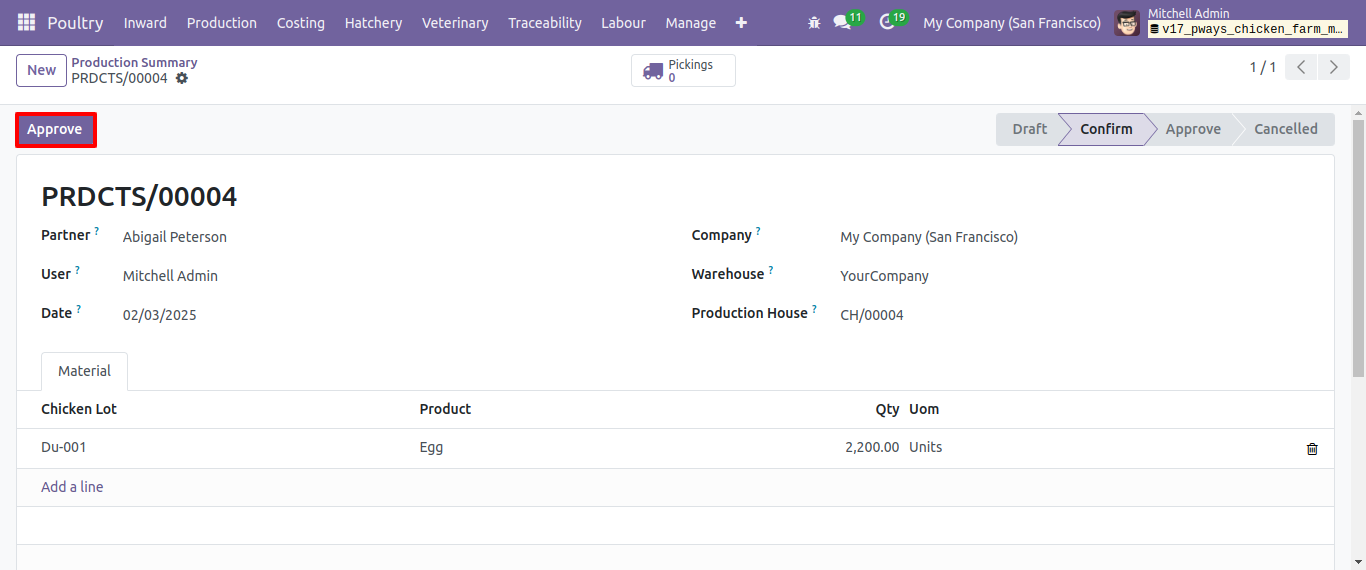 Poultry Inward Production Costing Hatchery Veterinary Traceability Labour Manage 11 19 My Company (San Francisco) Mitchell Admin
v17_pways_chicken_farm_m...
New Production Summary
PRDCTS/00004
Pickings
0
1 / 1
Approve Draft Confirm Approve Cancelled
PRDCTS/00004
Partner ? Abigail Peterson Company ? My Company (San Francisco)
User ? Mitchell Admin Warehouse ? YourCompany
Date ? 02/03/2025 Production House ? CH/00004
Material
Chicken Lot Product Qty Uom
Du-001 Egg 2,200.00 Units
Add a line